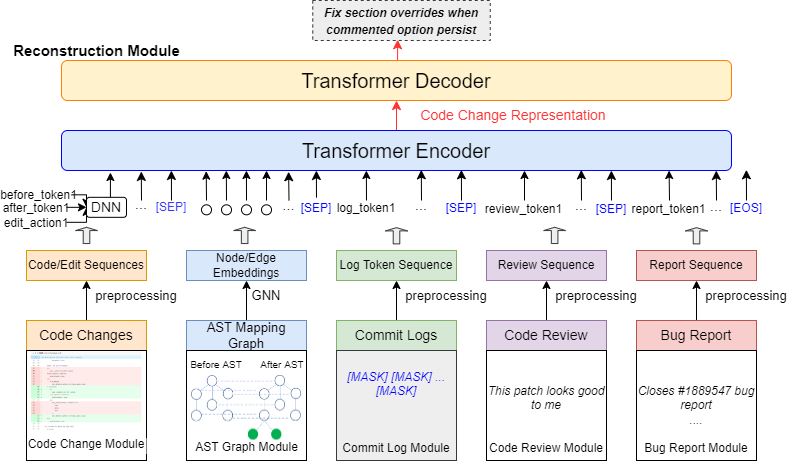 Fix section overrides when
commented option persist
Reconstruction Module
Transformer Decoder
Code Change Representation
Transformer Encoder
before_token1
after_token1
edit_action1
DNN
...
[SEP]
...
[SEP]
log_token1
...
[SEP]
review_token1
...
[SEP]
report_token1
...
[EOS]
Code/Edit Sequences
Node/Edge
Embeddings
Log Token Sequence
Review Sequence
Report Sequence
preprocessing
GNN
preprocessing
preprocessing
preprocessing
Code Changes
AST Mapping
Graph
Commit Logs
Code Review
Bug Report
Before AST
After AST
[MASK] [MASK] ...
[MASK]
This patch looks good
to me
Closes #1889547 bug
report
....
Code Change Module
AST Graph Module
Commit Log Module
Code Review Module
Bug Report Module